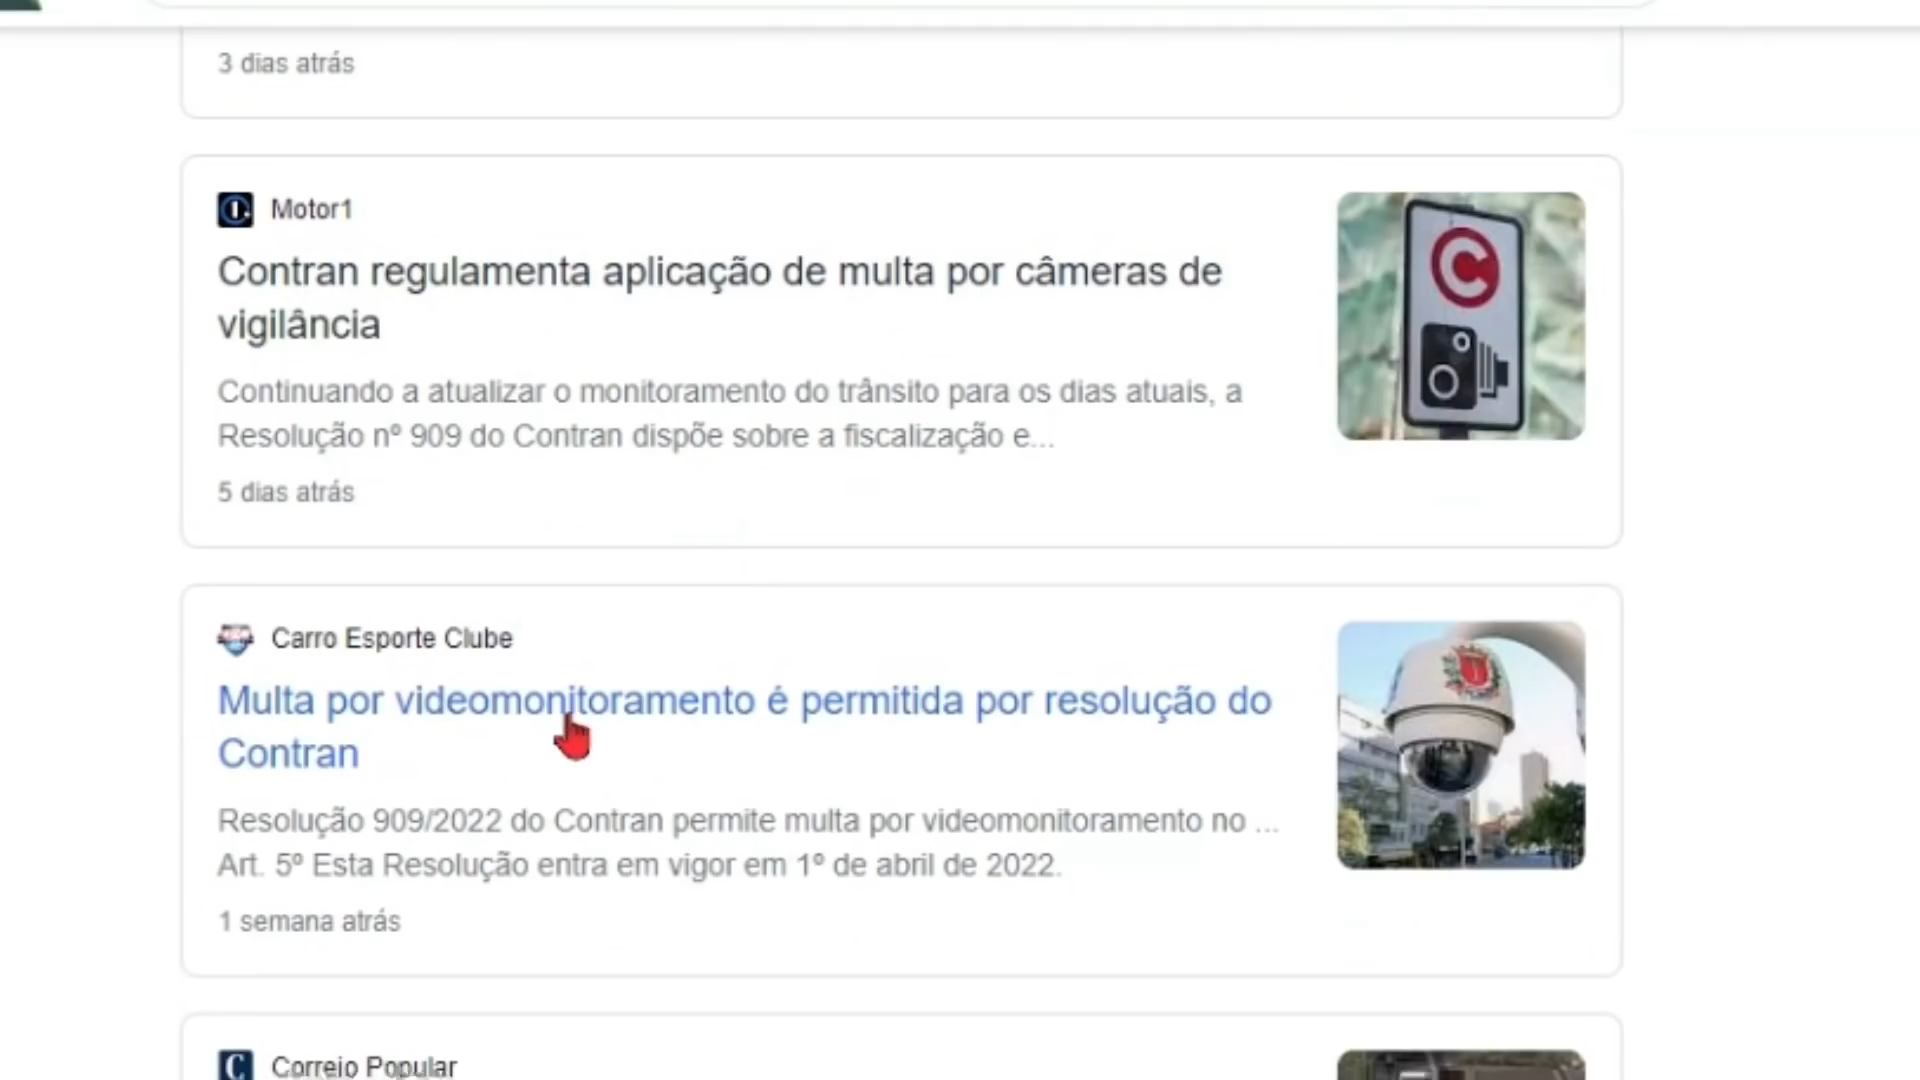 3 dias atrás
Motor1
Contran regulamenta aplicação de multa por câmeras de
vigilância
Continuando a atualizar o monitoramento do trânsito para os dias atuais, a
Resolução nº 909 do Contran dispõe sobre a fiscalização e...
5 dias atrás
C
Carro Esporte Clube
Multa por videomonitoramento é permitida por resolução do
Contran
Resolução 909/2022 do Contran permite multa por videomonitoramento no ...
Art. 5º Esta Resolução entra em vigor em 1º de abril de 2022.
1 semana atrás
C Correio Popular